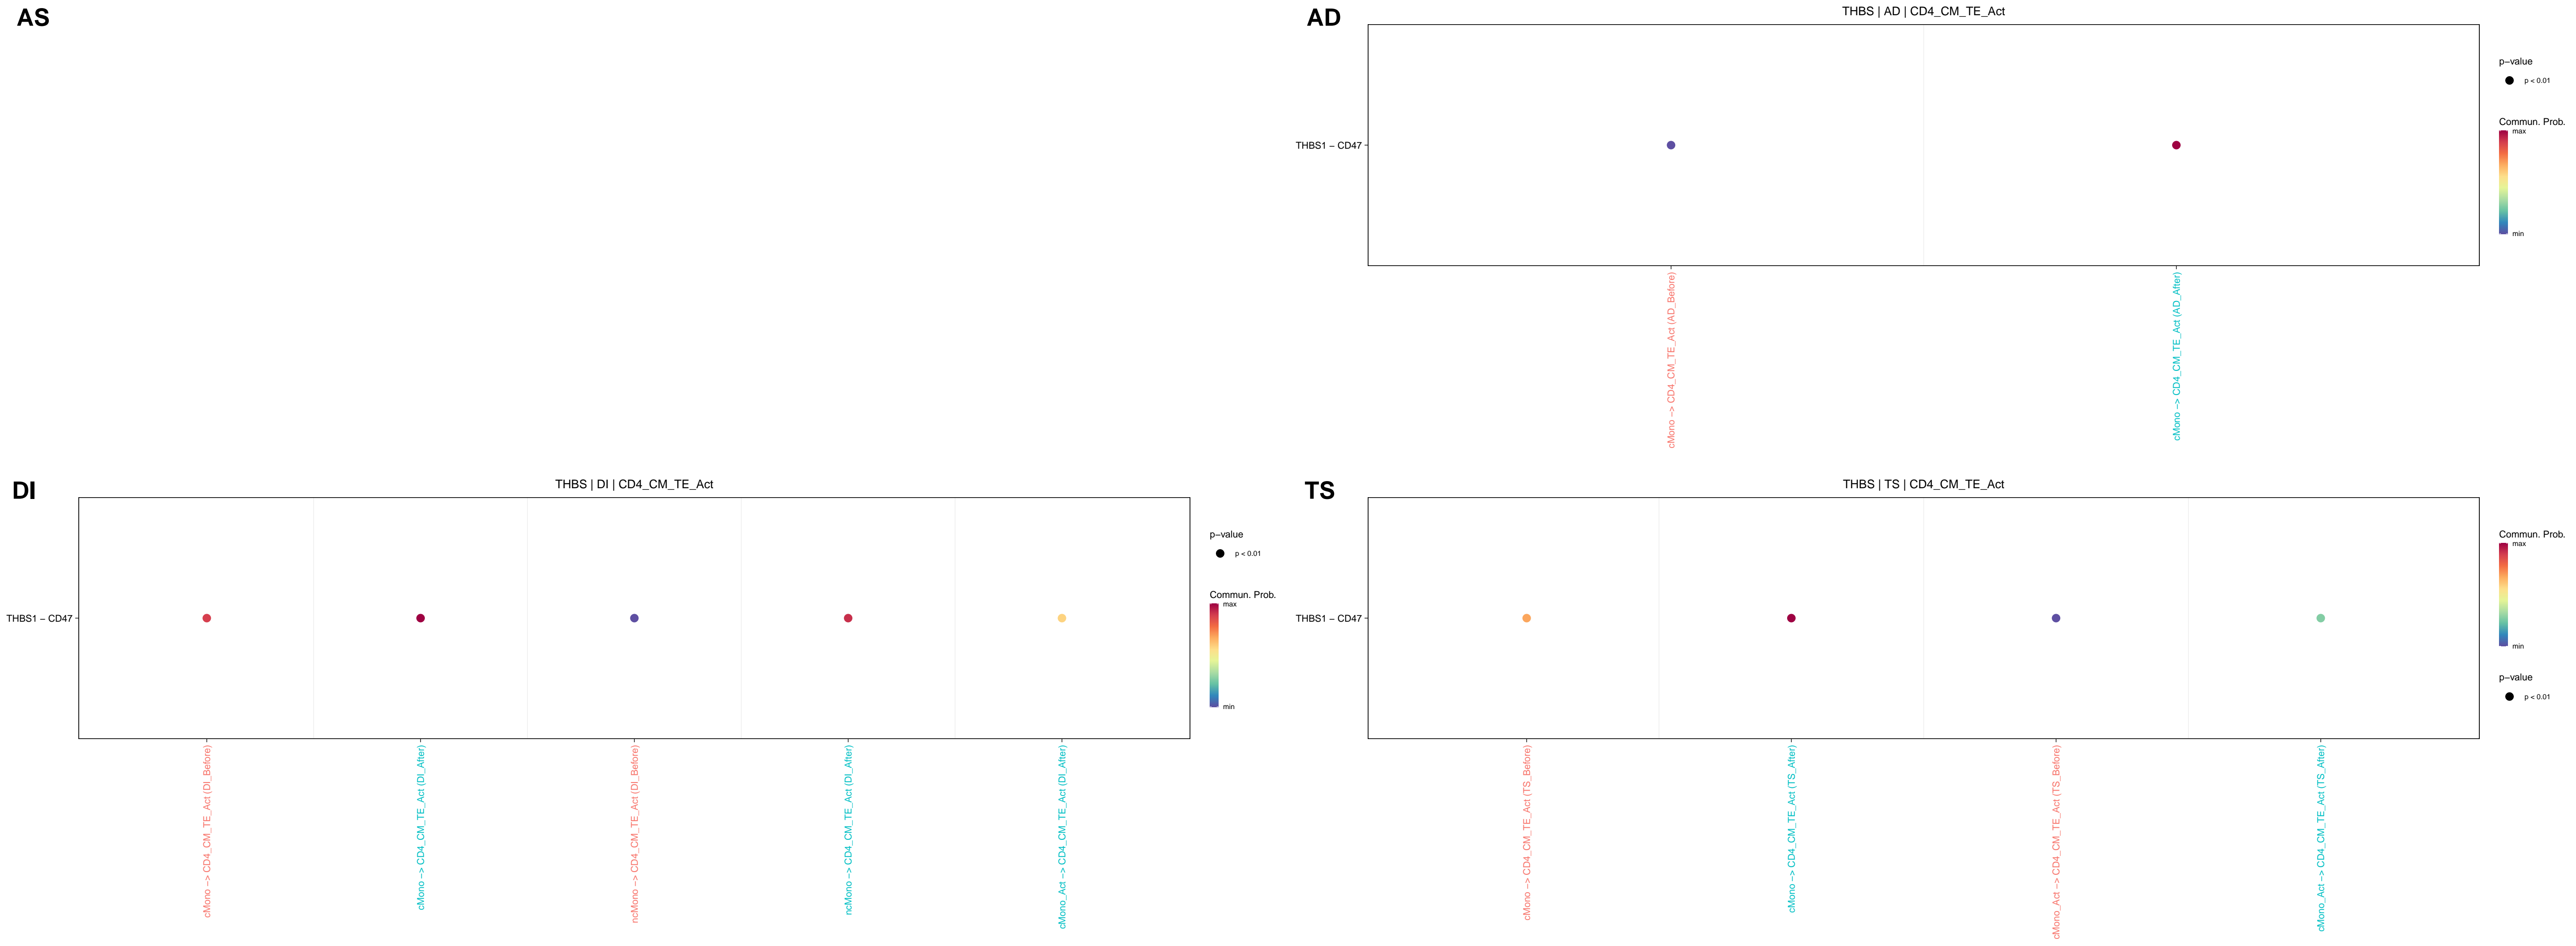 AS
AD
THBS | AD | CD4_CM_TE_Act
THBS1 − CD47
cMono −> CD4_CM_TE_Act (AD_Before)
cMono −> CD4_CM_TE_Act (AD_After)
p−value
p < 0.01
Commun. Prob.
max
min
DI
THBS | DI | CD4_CM_TE_Act
THBS1 − CD47
cMono −> CD4_CM_TE_Act (DI_Before)
cMono −> CD4_CM_TE_Act (DI_After)
ncMono −> CD4_CM_TE_Act (DI_Before)
ncMono −> CD4_CM_TE_Act (DI_After)
cMono_Act −> CD4_CM_TE_Act (DI_After)
p−value
p < 0.01
Commun. Prob.
max
min
TS
THBS | TS | CD4_CM_TE_Act
THBS1 − CD47
cMono −> CD4_CM_TE_Act (TS_Before)
cMono −> CD4_CM_TE_Act (TS_After)
cMono_Act −> CD4_CM_TE_Act (TS_Before)
cMono_Act −> CD4_CM_TE_Act (TS_After)
Commun. Prob.
max
min
p−value
p < 0.01